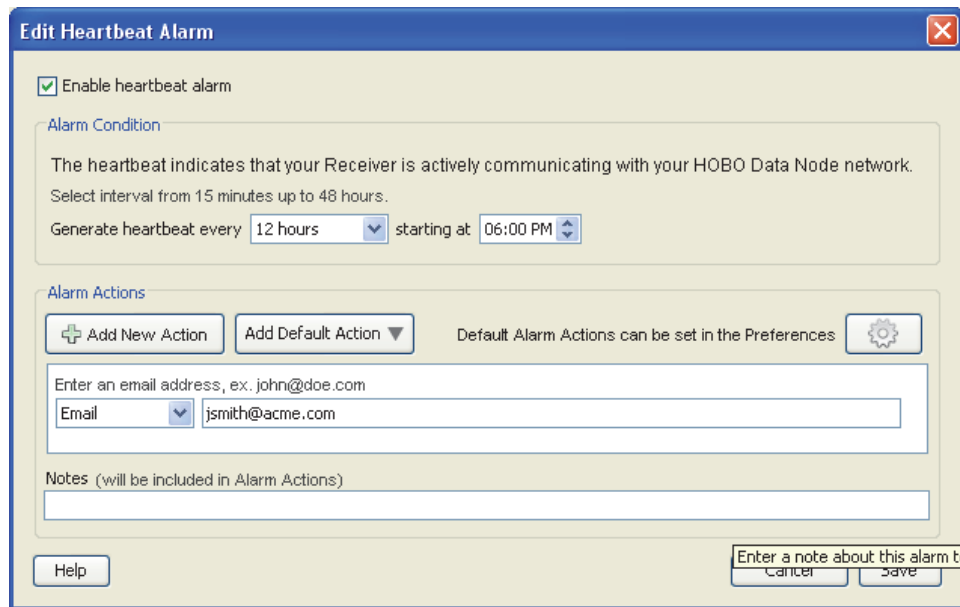 Edit Heartbeat Alarm
Enable heartbeat alarm
Alarm Condition
The heartbeat indicates that your Receiver is actively communicating with your HOBO Data Node network.
Select interval from 15 minutes up to 48 hours.
Generate heartbeat every 12 hours starting at 06:00 PM
Alarm Actions
Add New Action Add Default Action Default Alarm Actions can be set in the Preferences
Enter an email address, ex. john@doe.com
Email jsmith@acme.com
Notes (will be included in Alarm Actions)
Enter a note about this alarm t
Help Cancel Save